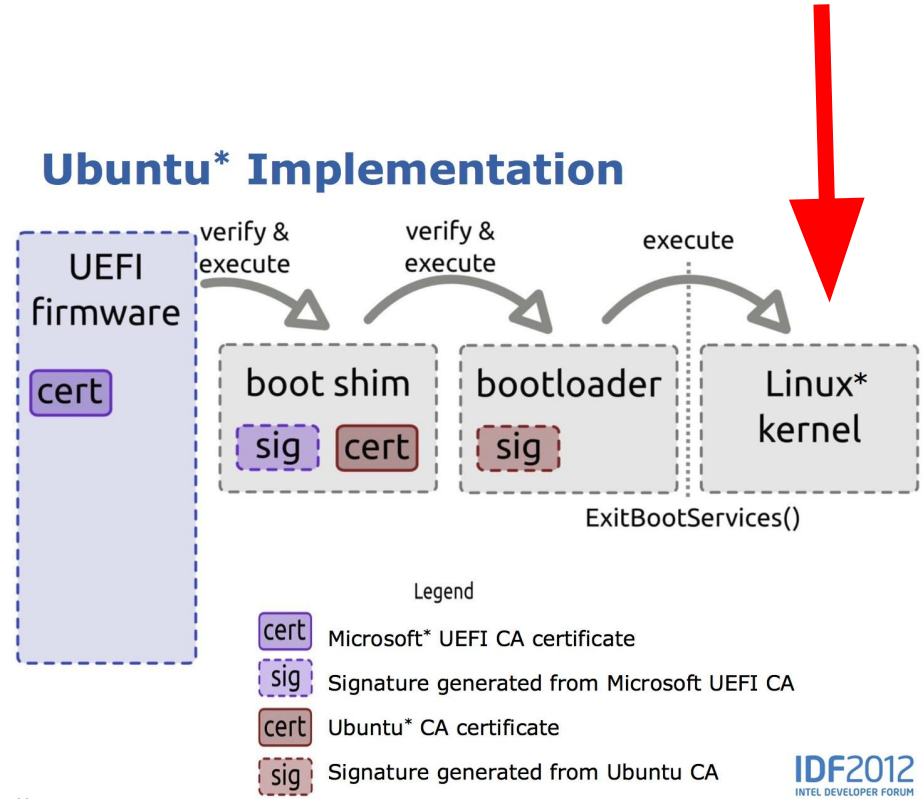 Ubuntu* Implementation
verify &
execute
verify &
execute
execute
UEFI
firmware
cert
boot shim
sig cert
bootloader
sig
Linux*
kernel
ExitBootServices()
Legend
cert Microsoft* UEFI CA certificate
sig Signature generated from Microsoft UEFI CA
cert Ubuntu* CA certificate
sig Signature generated from Ubuntu CA
IDF2012
INTEL DEVELOPER FORUM